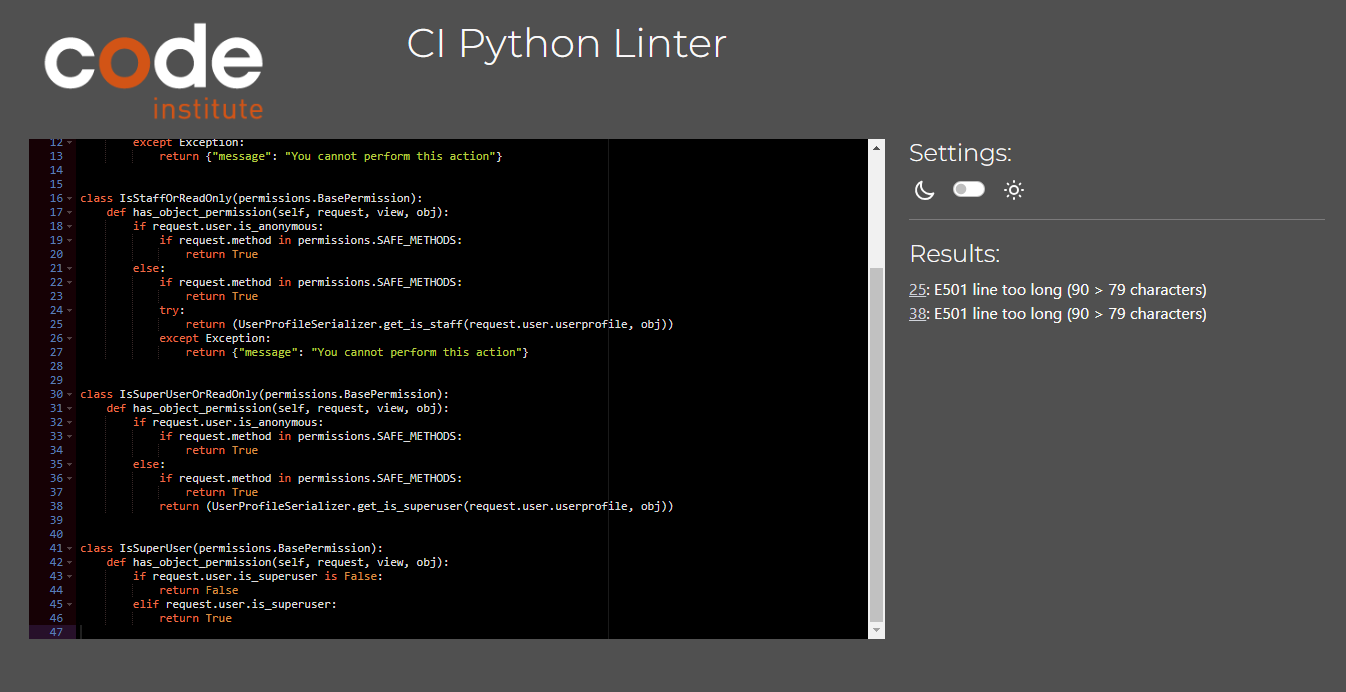 code
institute
CI Python Linter
12 except Exception:
13 return {"message": "You cannot perform this action"}
14
15
16 class IsStaffOrReadOnly(permissions.BasePermission):
17 def has_object_permission(self, request, view, obj):
18 if request.user.is_anonymous:
19 if request.method in permissions.SAFE_METHODS:
20 return True
21 else:
22 if request.method in permissions.SAFE_METHODS:
23 return True
24 try:
25 return (UserProfileSerializer.get_is_staff(request.user.userprofile, obj))
26 except Exception:
27 return {"message": "You cannot perform this action"}
28
29
30 class IsSuperUserOrReadOnly(permissions.BasePermission):
31 def has_object_permission(self, request, view, obj):
32 if request.user.is_anonymous:
33 if request.method in permissions.SAFE_METHODS:
34 return True
35 else:
36 if request.method in permissions.SAFE_METHODS:
37 return True
38 return (UserProfileSerializer.get_is_superuser(request.user.userprofile, obj))
39
40
41 class IsSuperUser(permissions.BasePermission):
42 def has_object_permission(self, request, view, obj):
43 if request.user.is_superuser is False:
44 return False
45 elif request.user.is_superuser:
46 return True
47
Settings:
Results:
25: E501 line too long (90 > 79 characters)
38: E501 line too long (90 > 79 characters)